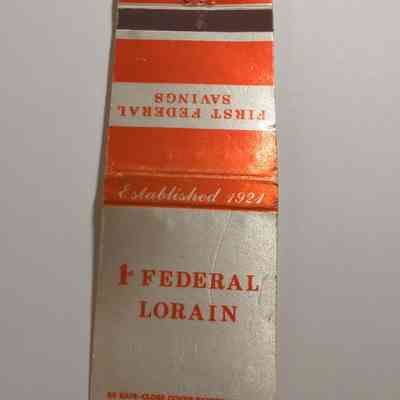 FIRST FEDERAL
SAVINGS
Established 1921
1st FEDERAL
LORAIN